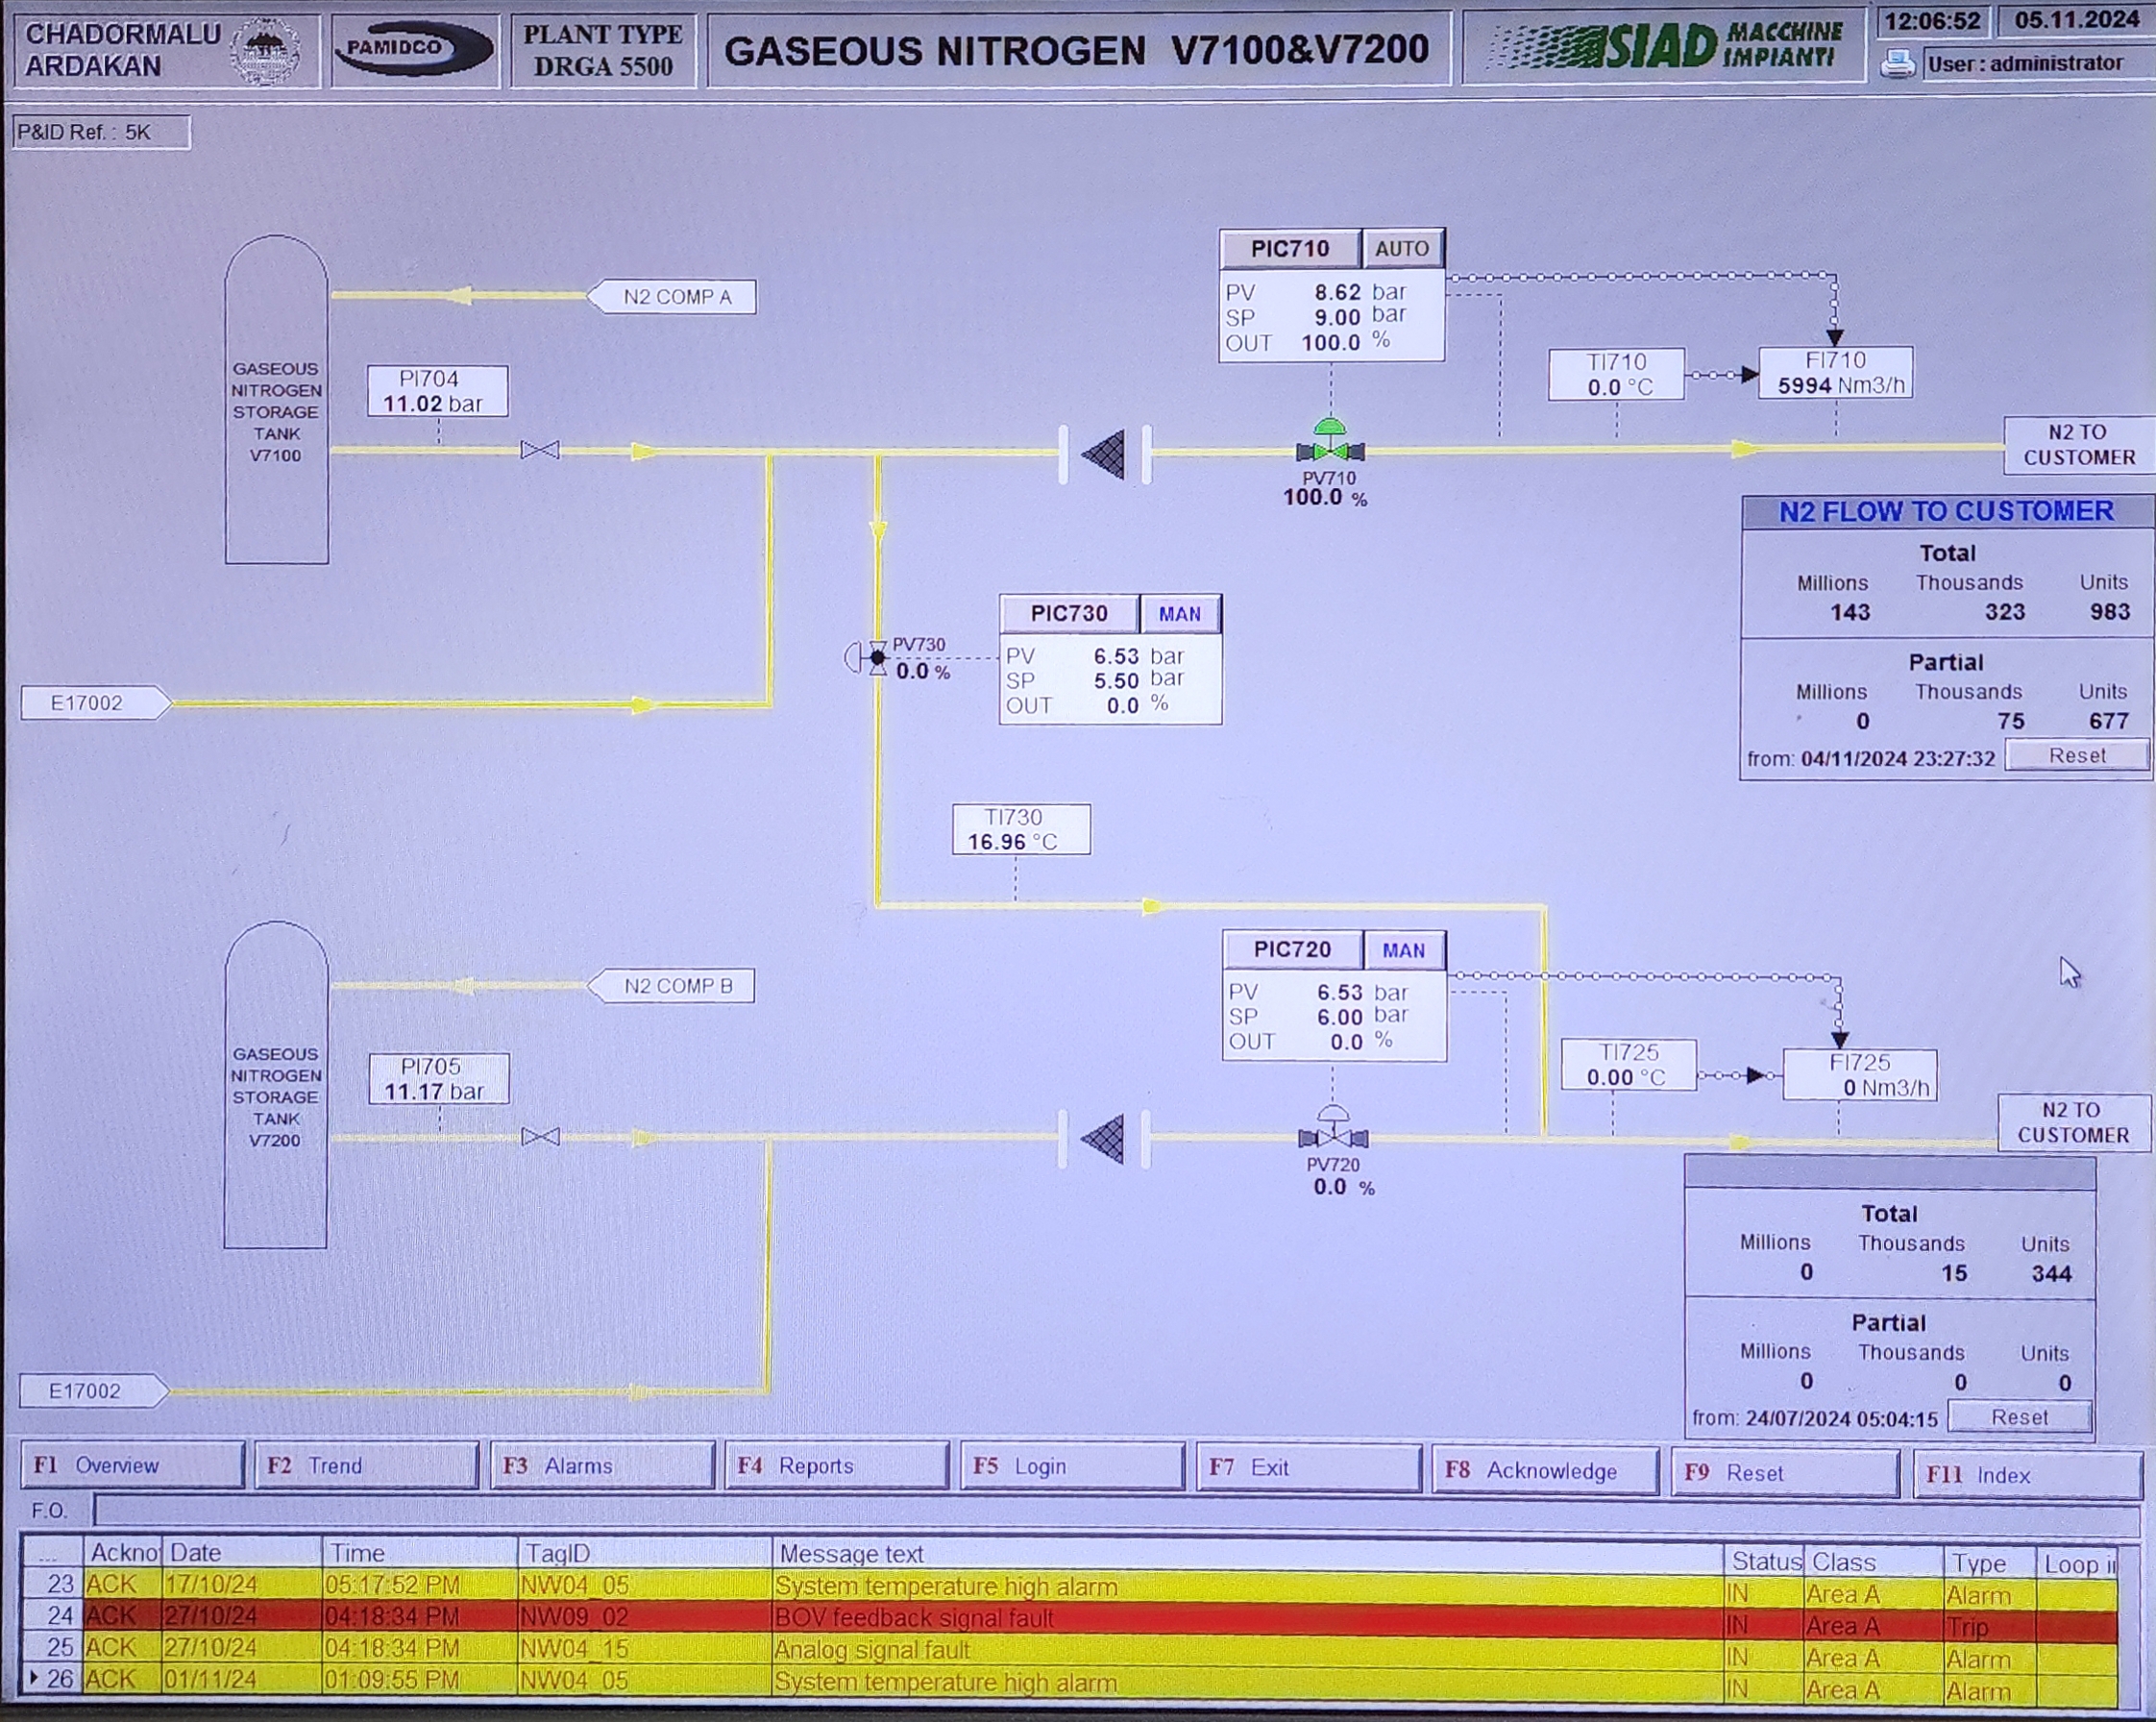 CHADORMALU
ARDAKAN
PAMIDCO
PLANT TYPE
DRGA 5500
GASEOUS NITROGEN V7100&V7200
SIAD MACCHINE
IMPIANTI
12:06:52
05.11.2024
User : administrator
P&ID Ref. : 5K
N2 COMP A
GASEOUS
NITROGEN
STORAGE
TANK
V7100
PI704
11.02 bar
PIC710 AUTO
PV 8.62 bar
SP 9.00 bar
OUT 100.0 %
TI710
0.0 °C
FI710
5994 Nm3/h
PV710
100.0 %
N2 TO
CUSTOMER
N2 FLOW TO CUSTOMER
Total
Millions Thousands Units
143 323 983
Partial
Millions Thousands Units
0 75 677
from: 04/11/2024 23:27:32 Reset
PV730
0.0 %
PIC730 MAN
PV 6.53 bar
SP 5.50 bar
OUT 0.0 %
E17002
TI730
16.96 °C
N2 COMP B
GASEOUS
NITROGEN
STORAGE
TANK
V7200
PI705
11.17 bar
PIC720 MAN
PV 6.53 bar
SP 6.00 bar
OUT 0.0 %
TI725
0.00 °C
FI725
0 Nm3/h
PV720
0.0 %
N2 TO
CUSTOMER
Total
Millions Thousands Units
0 15 344
Partial
Millions Thousands Units
0 0 0
from: 24/07/2024 05:04:15 Reset
E17002
F1 Overview F2 Trend F3 Alarms F4 Reports F5 Login F7 Exit F8 Acknowledge F9 Reset F11 Index
F.O.
... Ackno Date Time TagID Message text Status Class Type Loop i
23 ACK 17/10/24 05:17:52 PM NW04_05 System temperature high alarm IN Area A Alarm
24 ACK 27/10/24 04:18:34 PM NW09_02 BOV feedback signal fault IN Area A Trip
25 ACK 27/10/24 04:18:34 PM NW04_15 Analog signal fault IN Area A Alarm
26 ACK 01/11/24 01:09:55 PM NW04_05 System temperature high alarm IN Area A Alarm